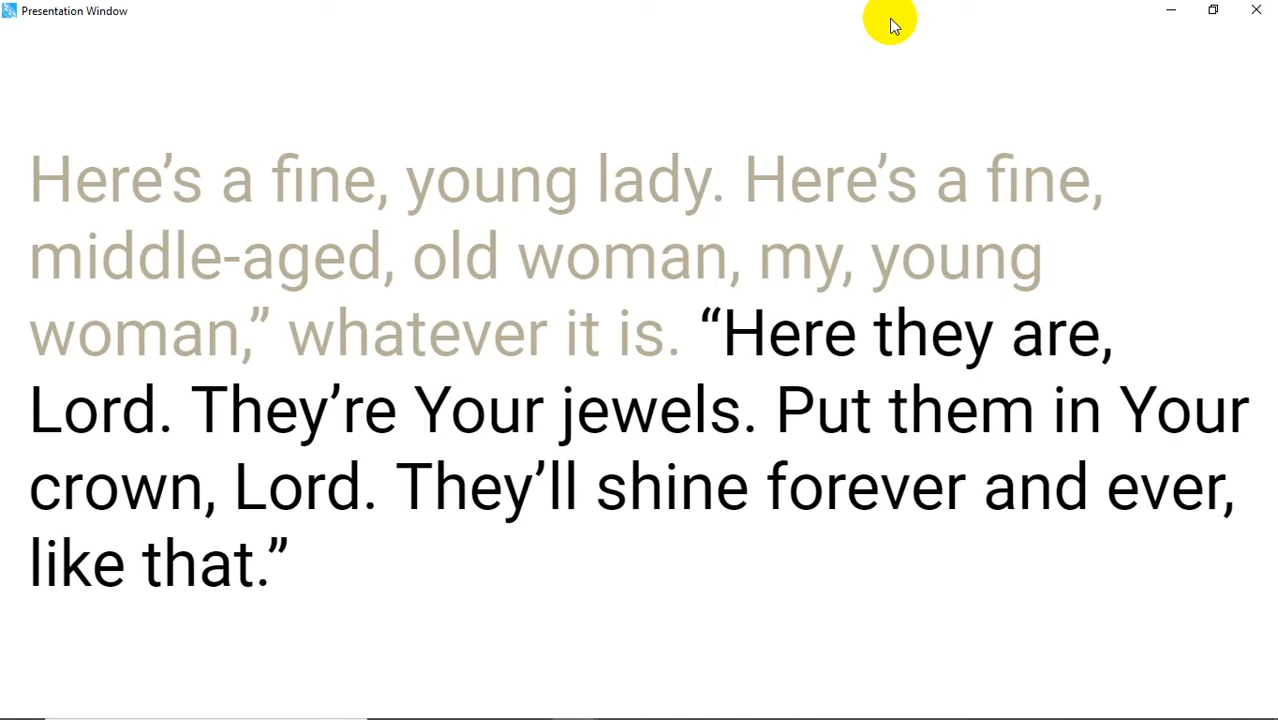 Presentation Window
Here’s a fine, young lady. Here’s a fine,
middle-aged, old woman, my, young
woman,” whatever it is. “Here they are,
Lord. They’re Your jewels. Put them in Your
crown, Lord. They’ll shine forever and ever,
like that.”